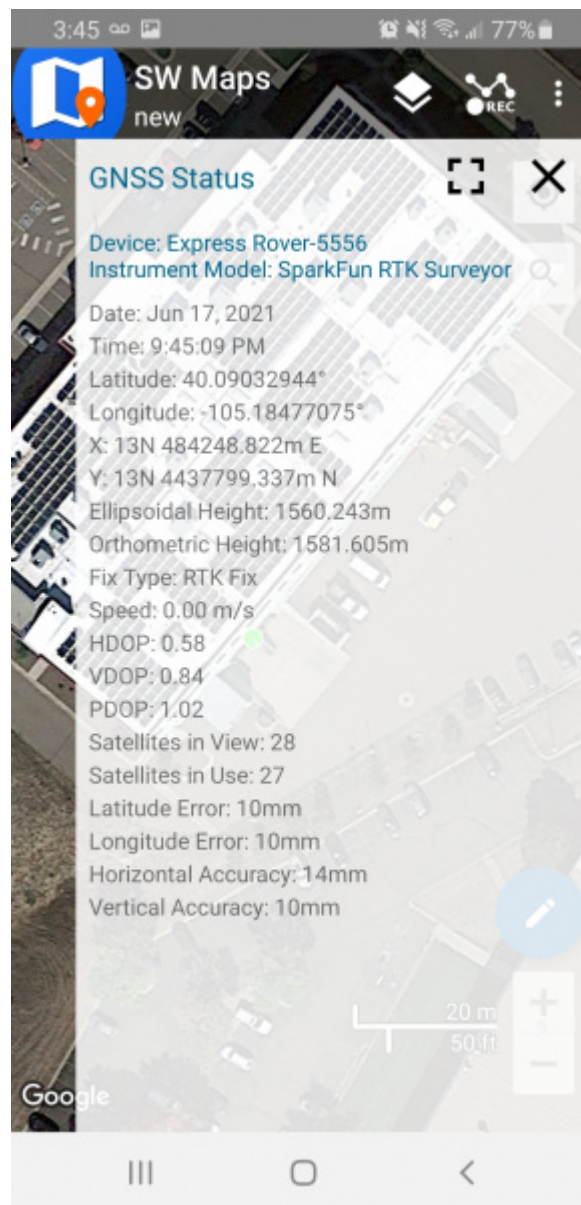 3:45 77%
SW Maps
new
REC
GNSS Status
Device: Express Rover-5556
Instrument Model: SparkFun RTK Surveyor
Date: Jun 17, 2021
Time: 9:45:09 PM
Latitude: 40.09032944°
Longitude: -105.18477075°
X: 13N 484248.822m E
Y: 13N 4437799.337m N
Ellipsoidal Height: 1560.243m
Orthometric Height: 1581.605m
Fix Type: RTK Fix
Speed: 0.00 m/s
HDOP: 0.58
VDOP: 0.84
PDOP: 1.02
Satellites in View: 28
Satellites in Use: 27
Latitude Error: 10mm
Longitude Error: 10mm
Horizontal Accuracy: 14mm
Vertical Accuracy: 10mm
20 m
50 ft
Google